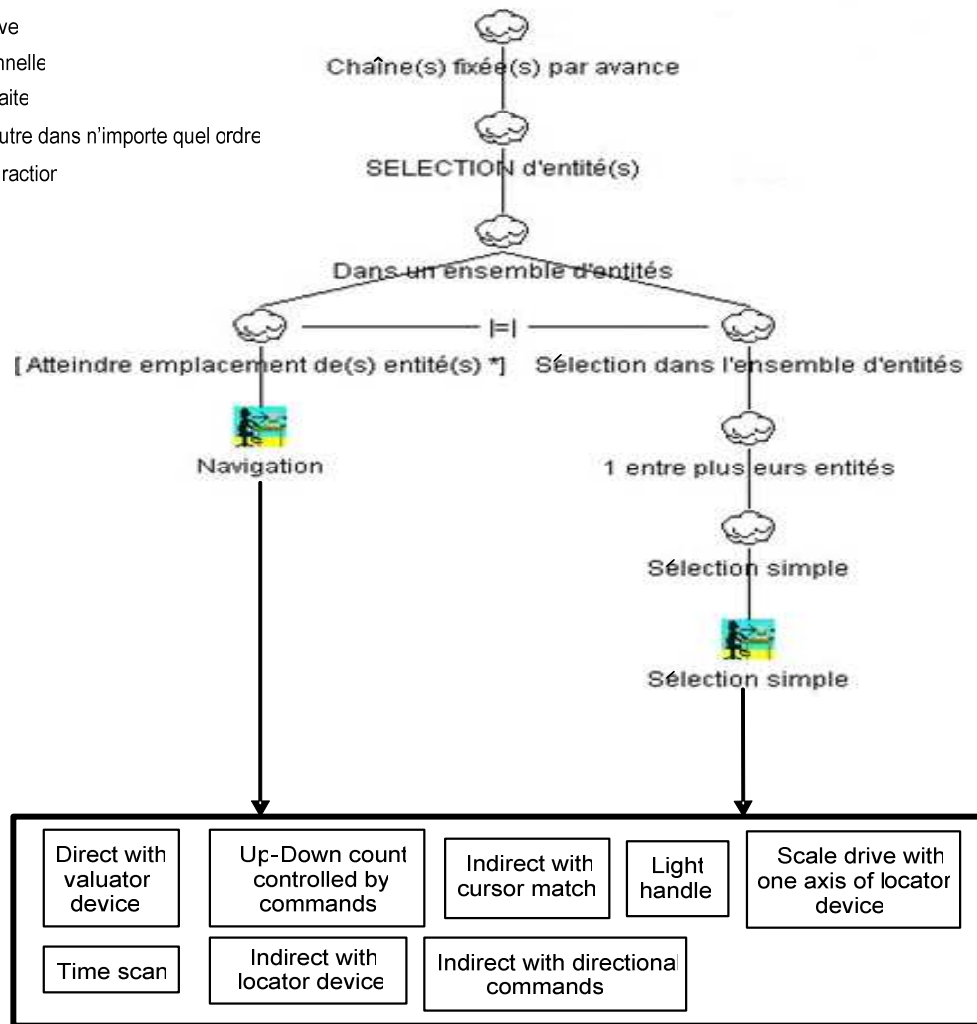 ve
nnelle
aite
utre dans n'importe quel ordre
raction
Chaîne(s) fixée(s) par avance
SELECTION d'entité(s)
Dans un ensemble d'entités
|=|
[ Atteindre emplacement de(s) entité(s) *]
Sélection dans l'ensemble d'entités
Navigation
1 entre plusieurs entités
Sélection simple
Sélection simple
Direct with
valuator
device
Up-Down count
controlled by
commands
Indirect with
cursor match
Light
handle
Scale drive with
one axis of locator
device
Time scan
Indirect with
locator device
Indirect with directional
commands